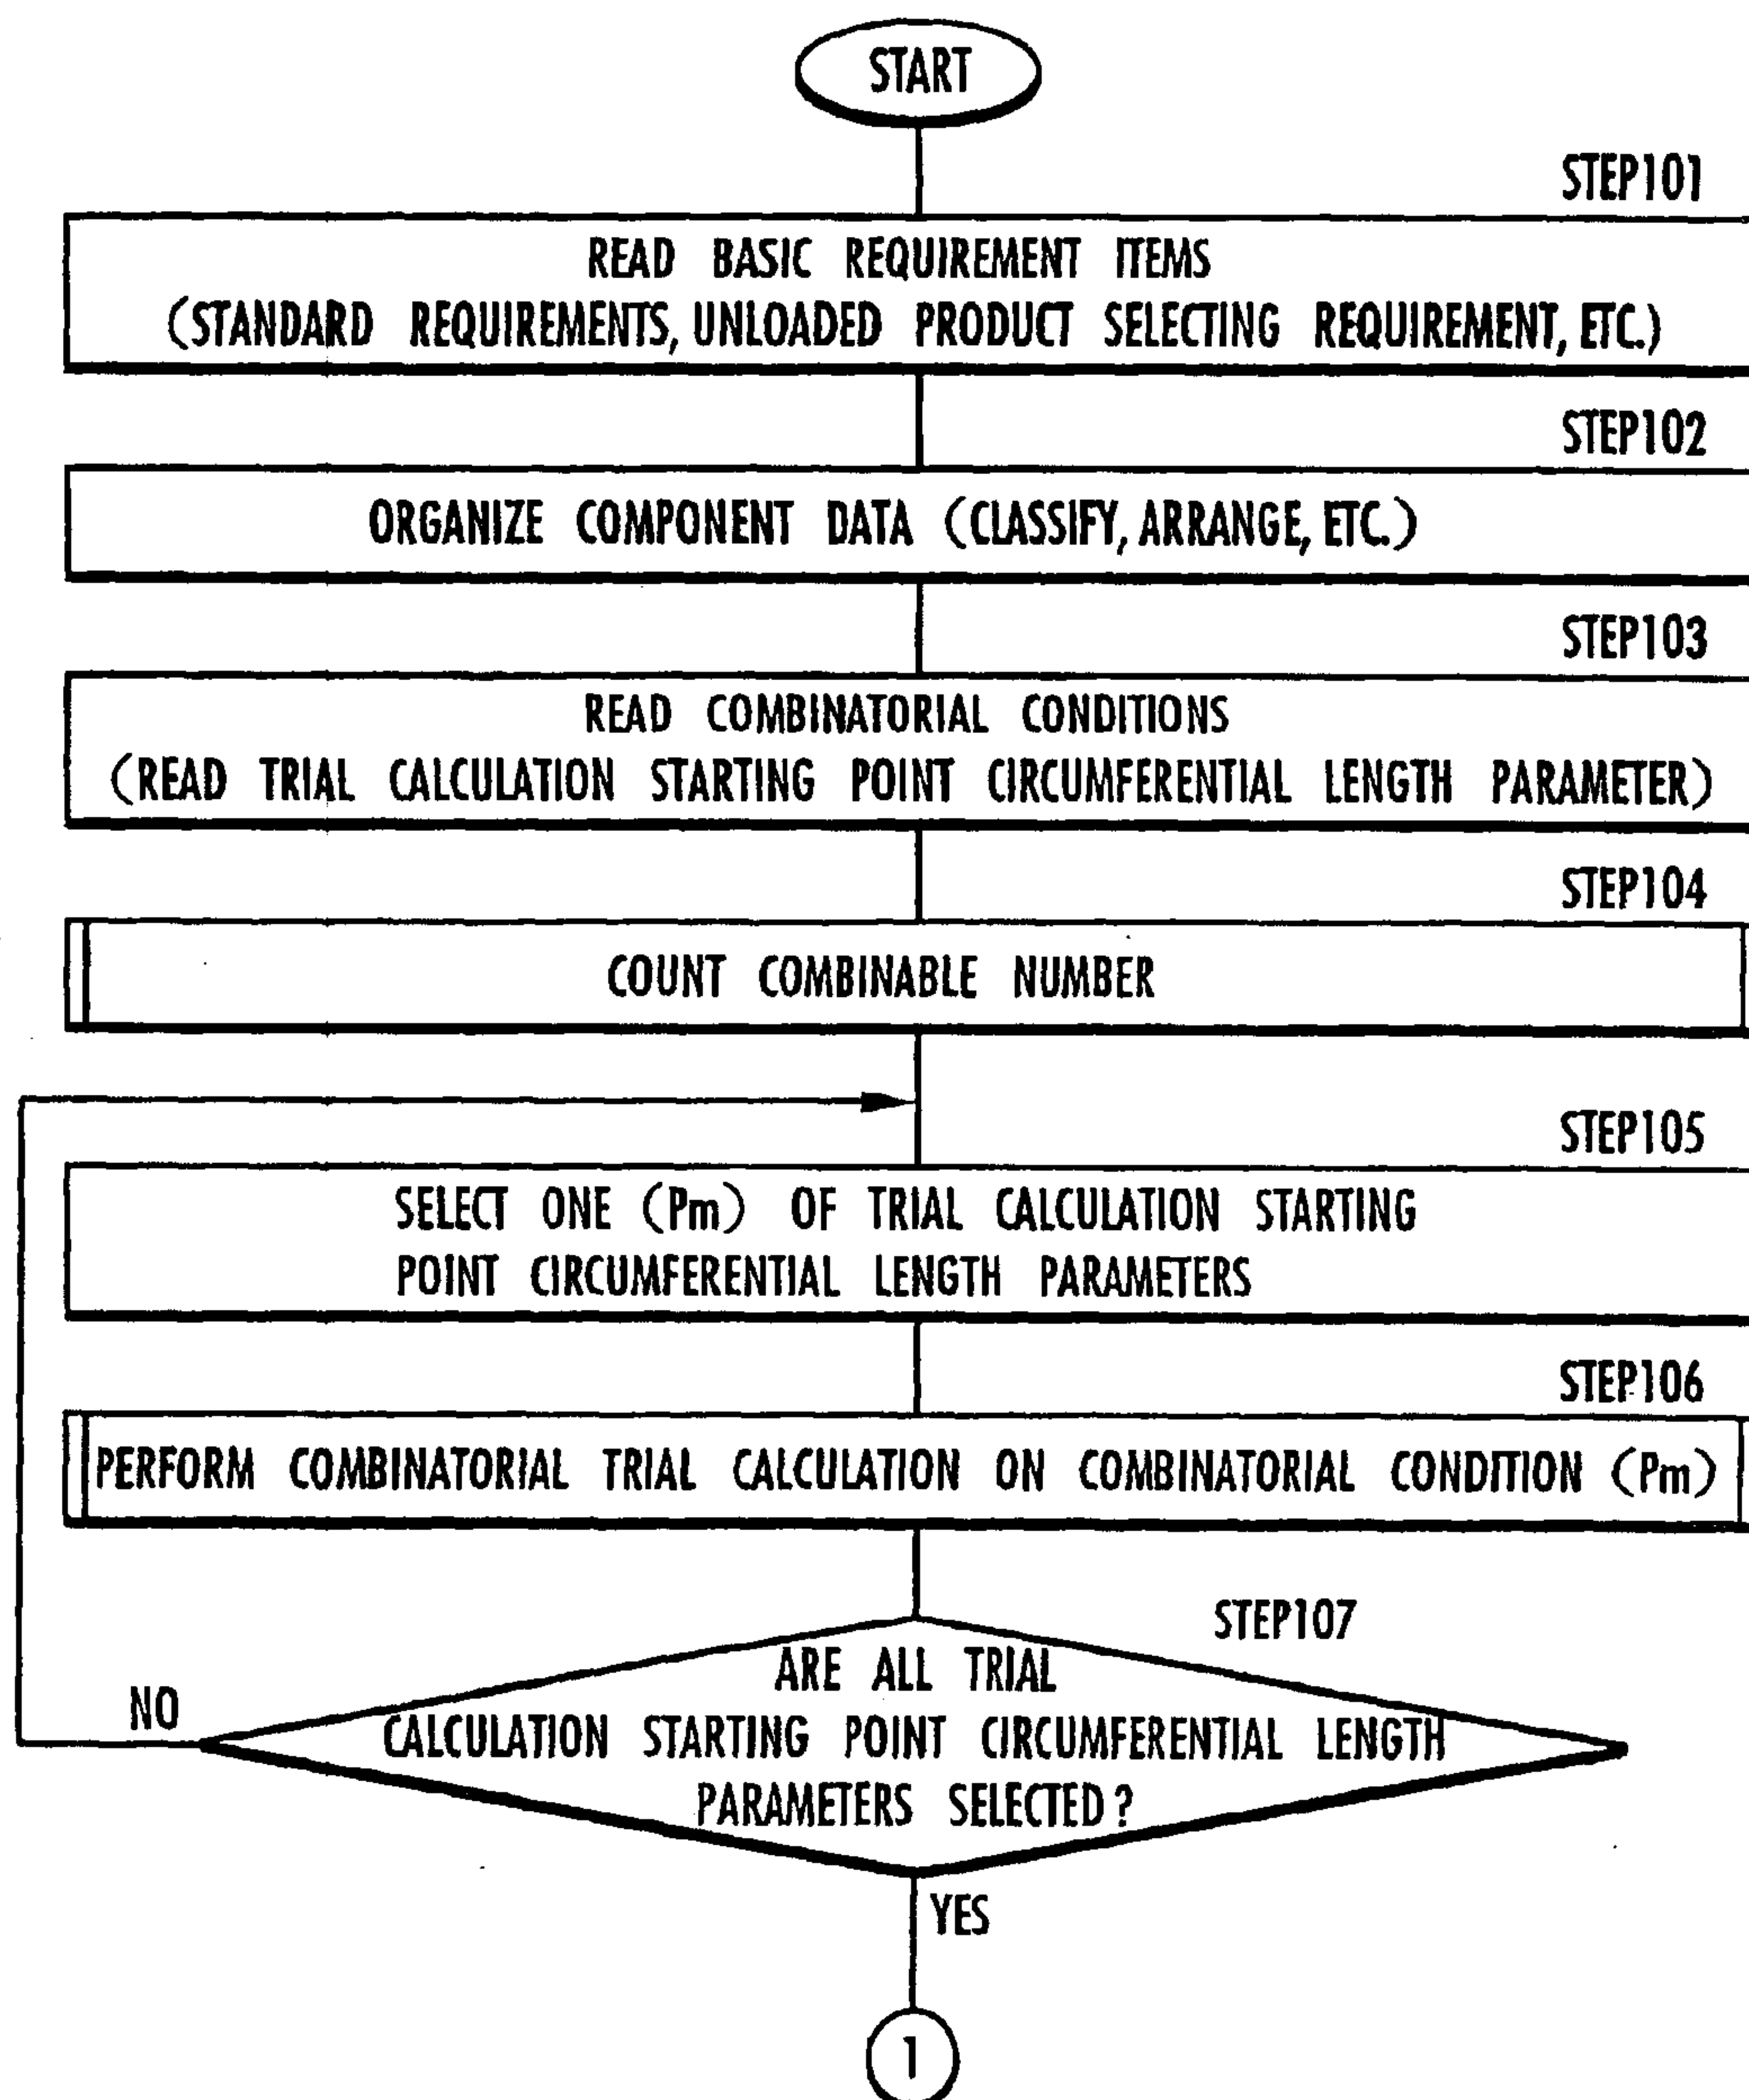 START
STEP101
READ BASIC REQUIREMENT ITEMS
(STANDARD REQUIREMENTS, UNLOADED PRODUCT SELECTING REQUIREMENT, ETC.)
STEP102
ORGANIZE COMPONENT DATA (CLASSIFY, ARRANGE, ETC.)
STEP103
READ COMBINATORIAL CONDITIONS
(READ TRIAL CALCULATION STARTING POINT CIRCUMFERENTIAL LENGTH PARAMETER)
STEP104
COUNT COMBINABLE NUMBER
STEP105
SELECT ONE (Pm) OF TRIAL CALCULATION STARTING
POINT CIRCUMFERENTIAL LENGTH PARAMETERS
STEP106
PERFORM COMBINATORIAL TRIAL CALCULATION ON COMBINATORIAL CONDITION (Pm)
STEP107
ARE ALL TRIAL
NO
CALCULATION STARTING POINT CIRCUMFERENTIAL LENGTH
PARAMETERS SELECTED?
YES
1